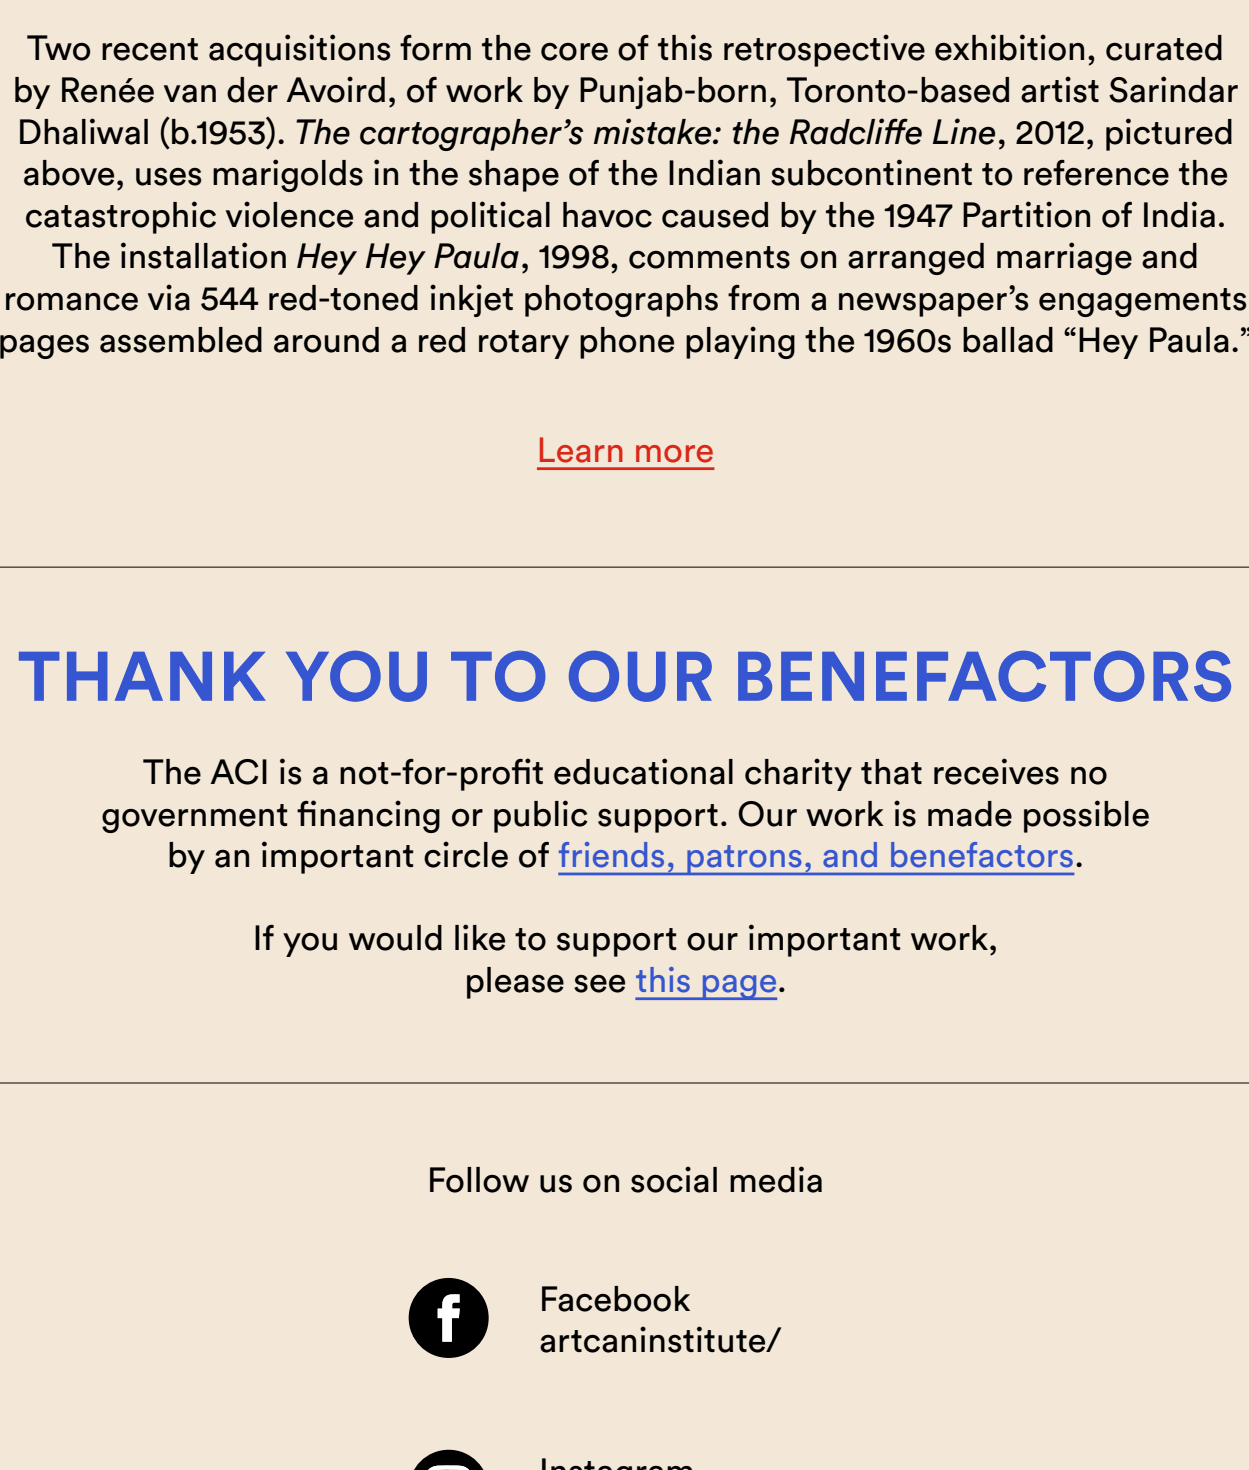 Two recent acquisitions form the core of this retrospective exhibition, curated
by Renée van der Avoird, of work by Punjab-born, Toronto-based artist Sarindar
Dhaliwal (b.1953). The cartographer’s mistake: the Radcliffe Line, 2012, pictured
above, uses marigolds in the shape of the Indian subcontinent to reference the
catastrophic violence and political havoc caused by the 1947 Partition of India.
The installation Hey Hey Paula, 1998, comments on arranged marriage and
romance via 544 red-toned inkjet photographs from a newspaper’s engagements
pages assembled around a red rotary phone playing the 1960s ballad “Hey Paula.”
Learn more
THANK YOU TO OUR BENEFACTORS
The ACI is a not-for-profit educational charity that receives no
government financing or public support. Our work is made possible
by an important circle of friends, patrons, and benefactors.
If you would like to support our important work,
please see this page.
Follow us on social media
Facebook
artcaninstitute/
Instagram